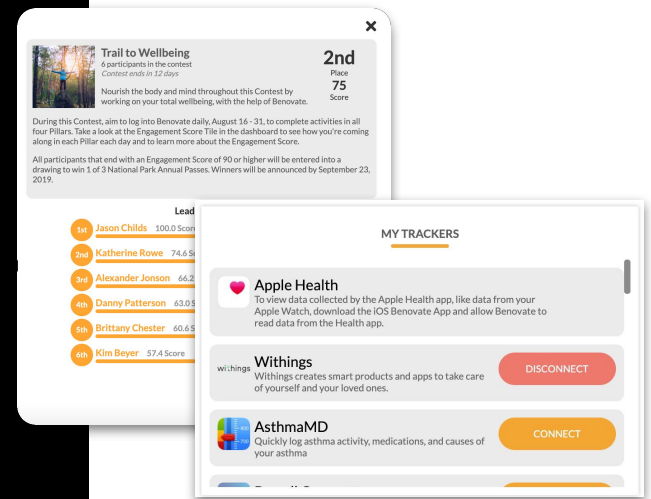 Trail to Wellbeing
6 participants in the contest
Contest ends in 12 days
Nourish the body and mind throughout this Contest by
working on your total wellbeing, with the help of Benovate.
2nd
Place
75
Score
During this Contest, aim to log into Benovate daily, August 16 - 31, to complete activities in all
four Pillars. Take a look at the Engagement Score Tile in the dashboard to see how you're coming
along in each Pillar each day and to learn more about the Engagement Score.
All participants that end with an Engagement Score of 90 or higher will be entered into a
drawing to win 1 of 3 National Park Annual Passes. Winners will be announced by September 23,
2019.
Lead
1st Jason Childs 100.0 Score
2nd Katherine Rowe 74.6 S
3rd Alexander Jonson 66.2
4th Danny Patterson 63.0 S
5th Brittany Chester 60.6 S
6th Kim Beyer 57.4 Score
MY TRACKERS
Apple Health
To view data collected by the Apple Health app, like data from your
Apple Watch, download the iOS Benovate App and allow Benovate to
read data from the Health app.
withings
Withings
Withings creates smart products and apps to take care
of yourself and your loved ones.
DISCONNECT
AsthmaMD
Quickly log asthma activity, medications, and causes of
your asthma
CONNECT